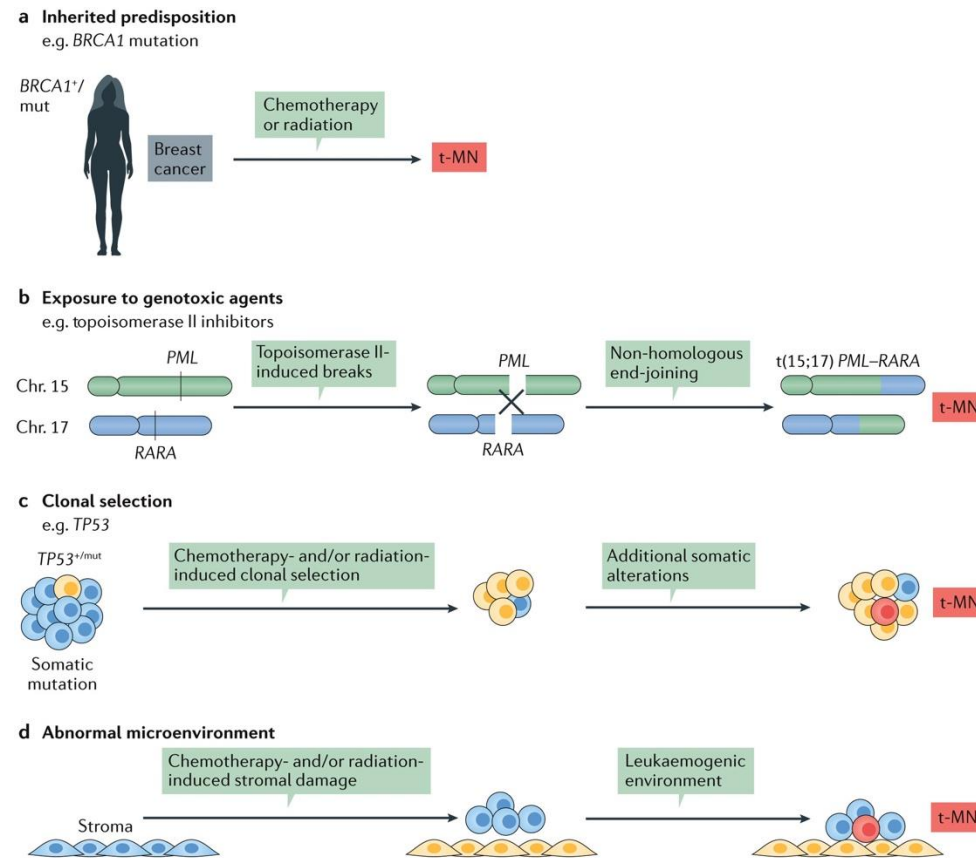 a Inherited predisposition
e.g. BRCA1 mutation
BRCA1+/
mut
Breast
cancer
Chemotherapy
or radiation
t-MN
b Exposure to genotoxic agents
e.g. topoisomerase II inhibitors
Chr. 15
PML
Chr. 17
RARA
Topoisomerase II-
induced breaks
PML
RARA
Non-homologous
end-joining
t(15;17) PML–RARA
t-MN
c Clonal selection
e.g. TP53
TP53+/mut
Somatic
mutation
Chemotherapy- and/or radiation-
induced clonal selection
Additional somatic
alterations
t-MN
d Abnormal microenvironment
Stroma
Chemotherapy- and/or radiation-
induced stromal damage
Leukaemogenic
environment
t-MN